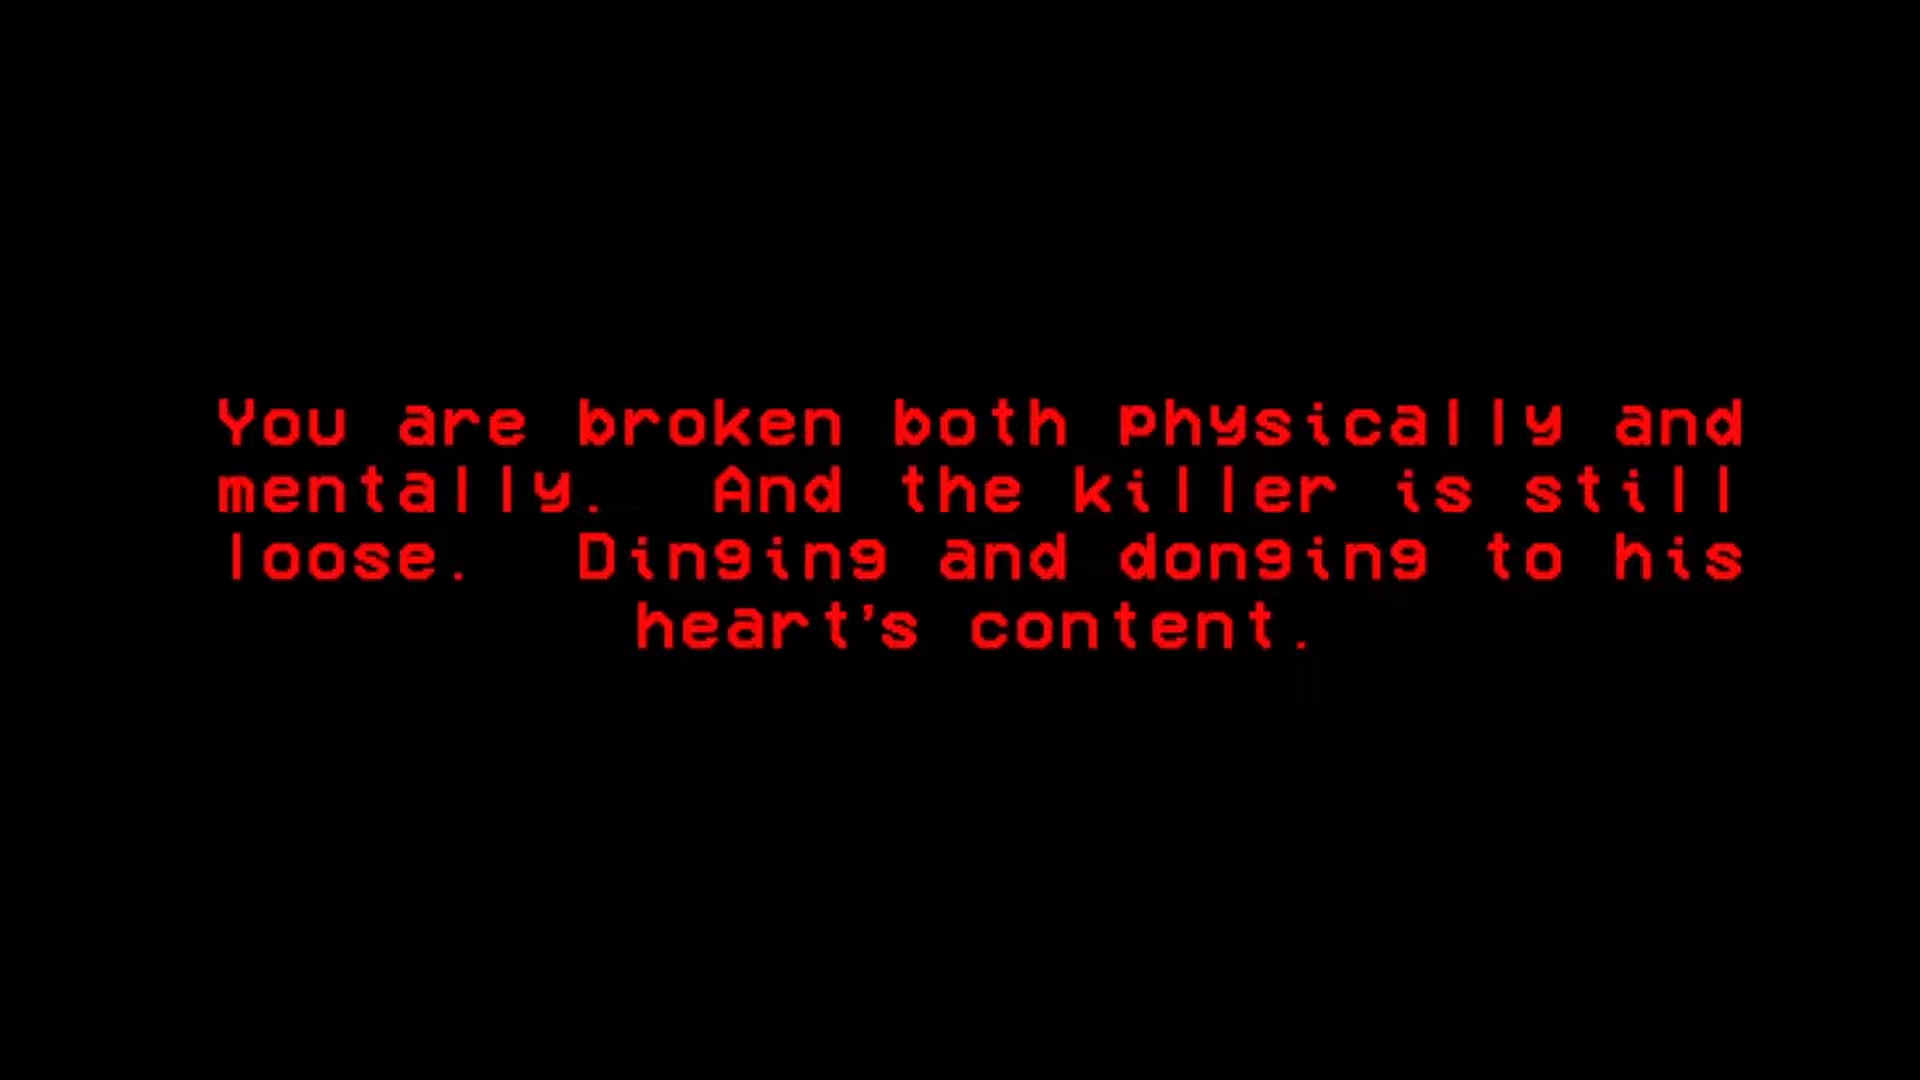 You are broken both physically and
mentally.  And the killer is still
loose.  Dinging and donging to his
heart's content.